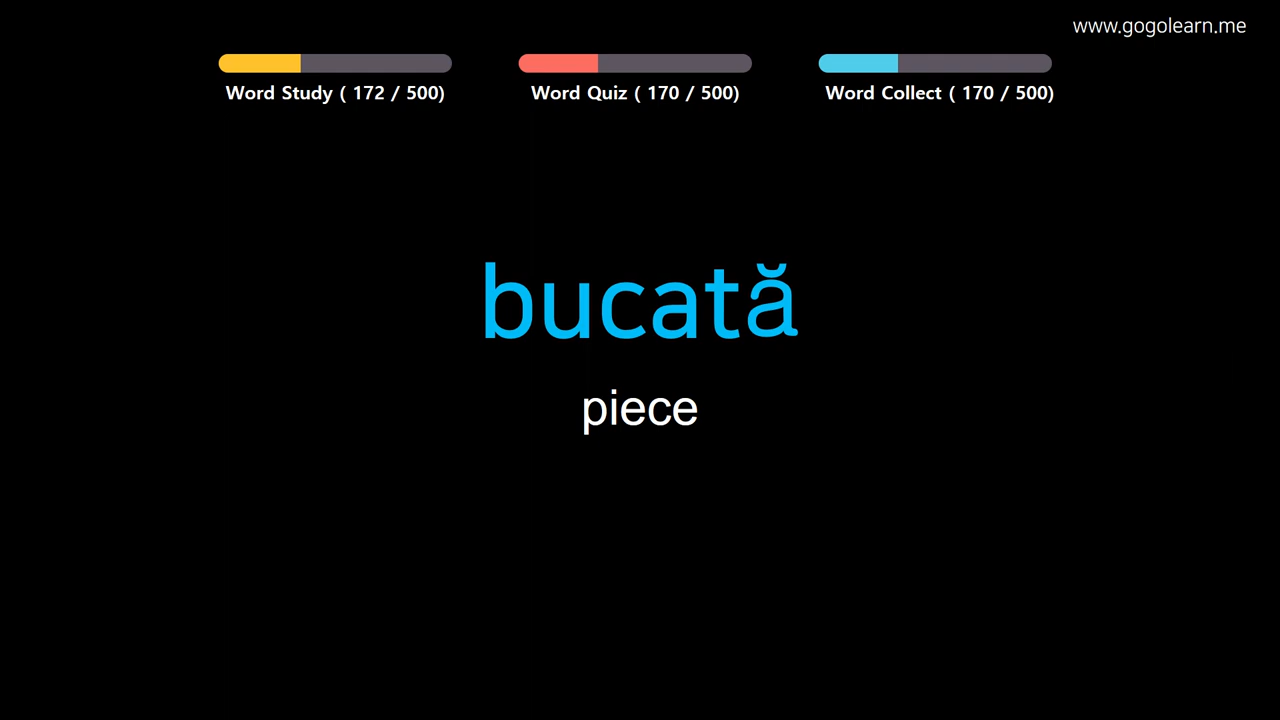 www.gogolearn.me
Word Study ( 172 / 500)
Word Quiz ( 170 / 500)
Word Collect ( 170 / 500)
bucată
piece